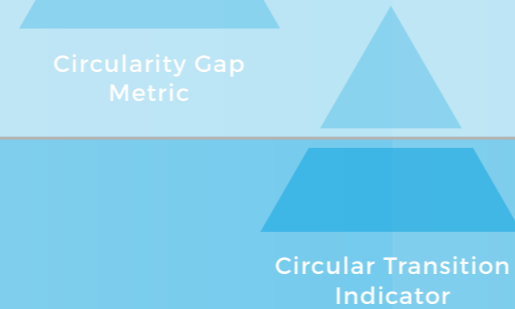 Circularity Gap
Metric
Circular Transition
Indicator